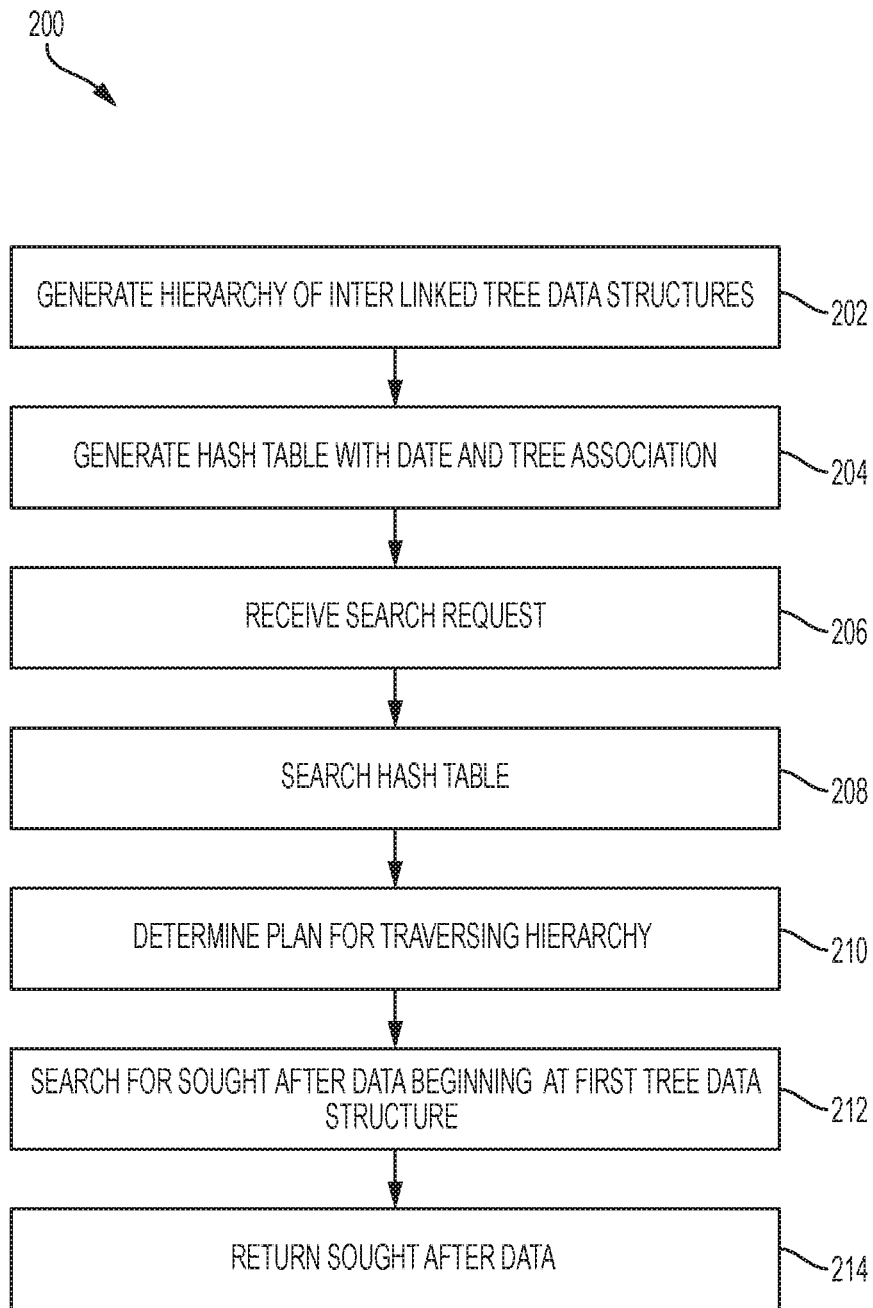 200
GENERATE HIERARCHY OF INTER LINKED TREE DATA STRUCTURES
202
GENERATE HASH TABLE WITH DATE AND TREE ASSOCIATION
204
RECEIVE SEARCH REQUEST
206
SEARCH HASH TABLE
208
DETERMINE PLAN FOR TRAVERSING HIERARCHY
210
SEARCH FOR SOUGHT AFTER DATA BEGINNING AT FIRST TREE DATA
STRUCTURE
212
RETURN SOUGHT AFTER DATA
214